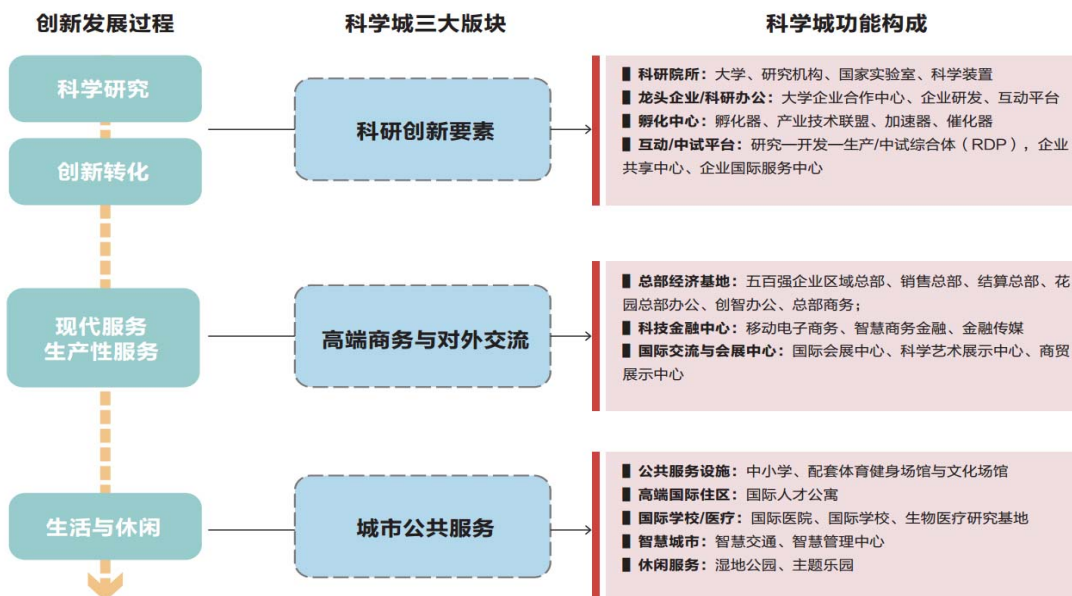 创新发展过程
科学城三大版块
科学城功能构成
科学研究
创新转化
科研创新要素
科研院所：大学、研究机构、国家实验室、科学装置
龙头企业/科研办公：大学企业合作中心、企业研发、互动平台
孵化中心：孵化器、产业技术联盟、加速器、催化器
互动/中试平台：研究—开发—生产/中试综合体（RDP），企业
共享中心、企业国际服务中心
现代服务
生产性服务
高端商务与对外交流
总部经济基地：五百强企业区域总部、销售总部、结算总部、花
园总部办公、创智办公、总部商务；
科技金融中心：移动电子商务、智慧商务金融、金融传媒
国际交流与会展中心：国际会展中心、科学艺术展示中心、商贸
展示中心
生活与休闲
城市公共服务
公共服务设施：中小学、配套体育健身场馆与文化场馆
高端国际住区：国际人才公寓
国际学校/医疗：国际医院、国际学校、生物医疗研究基地
智慧城市：智慧交通、智慧管理中心
休闲服务：湿地公园、主题乐园